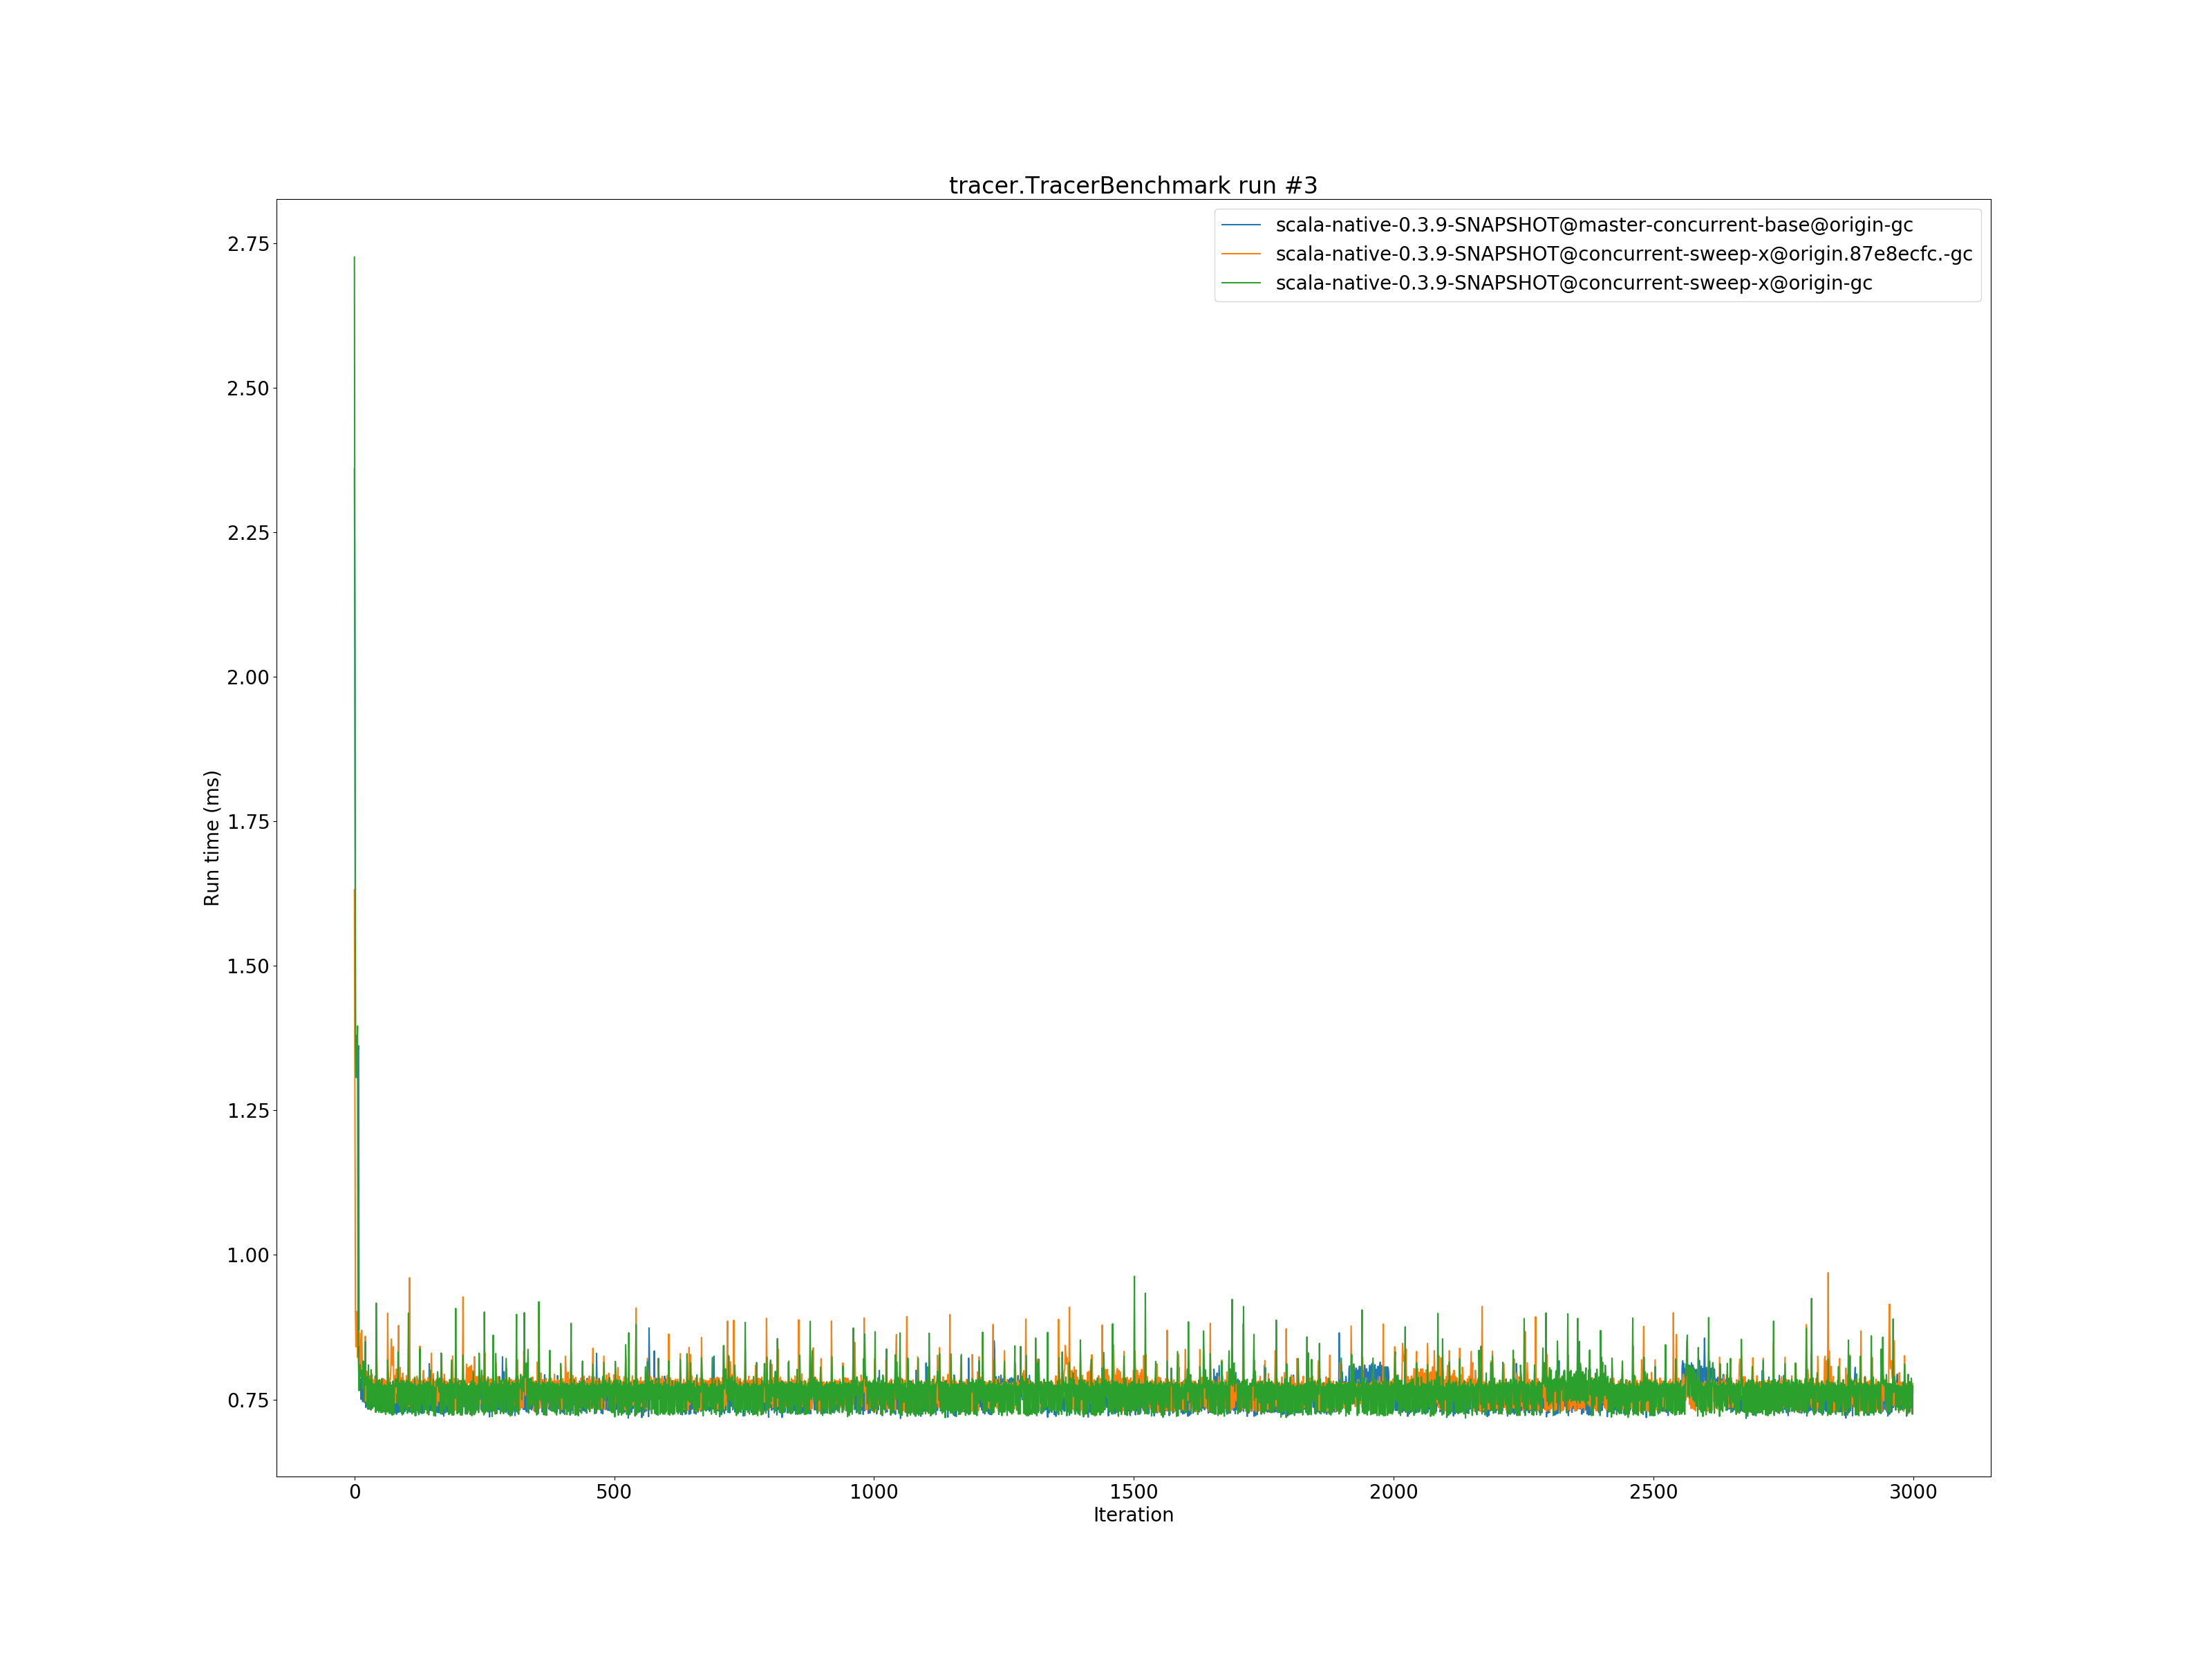 tracer.TracerBenchmark run #3
scala-native-0.3.9-SNAPSHOT@master-concurrent-base@origin-gc
scala-native-0.3.9-SNAPSHOT@concurrent-sweep-x@origin.87e8ecfc.-gc
scala-native-0.3.9-SNAPSHOT@concurrent-sweep-x@origin-gc
Run time (ms)
2.75
2.50
2.25
2.00
1.75
1.50
1.25
1.00
0.75
0 500 1000 1500 2000 2500 3000
Iteration